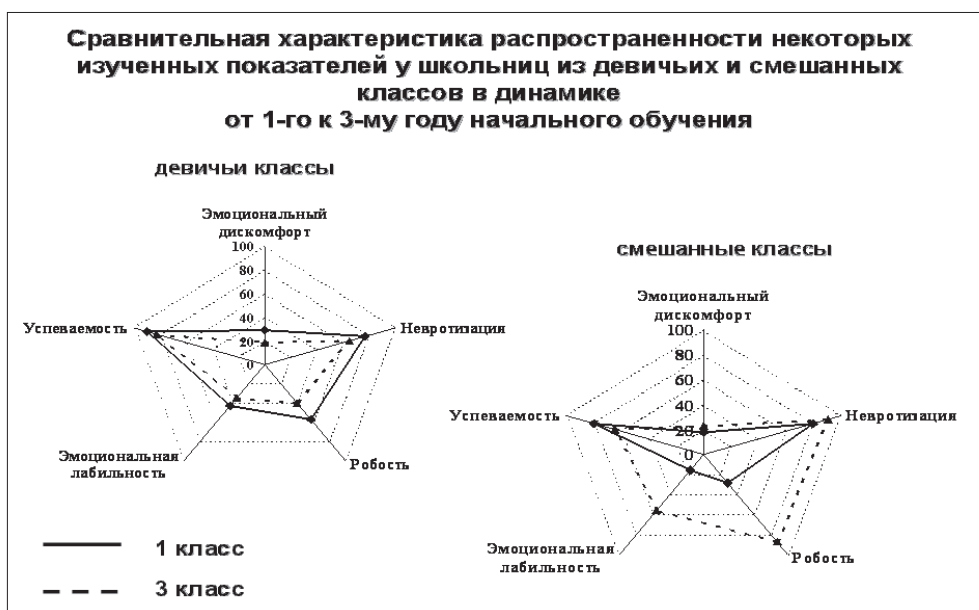 Сравнительная характеристика распространенности некоторых
изученных показателей у школьниц из девичьих и смешанных
классов в динамике
от 1-го к 3-му году начального обучения
девичьи классы
Эмоциональный
дискомфорт
100
80
60
40
20
0
Успеваемость
Невротизация
Эмоциональная
лабильность
Робость
смешанные классы
Эмоциональный
дискомфорт
100
80
60
40
20
0
Успеваемость
Невротизация
Эмоциональная
лабильность
Робость
1 класс
3 класс